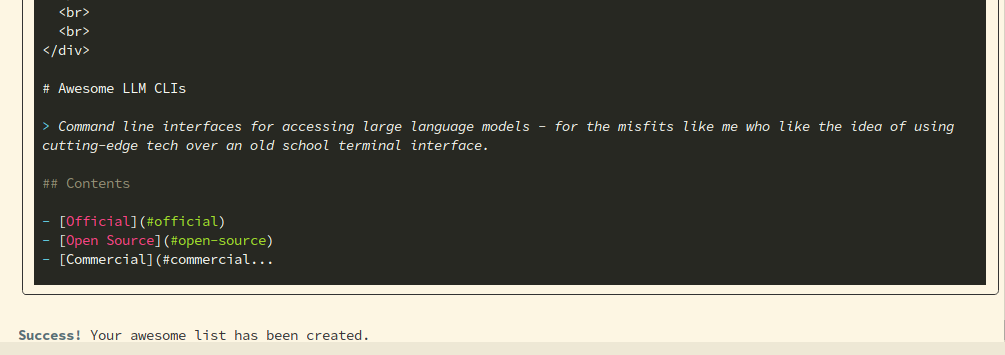 <br>
<br>
</div>
# Awesome LLM CLIs
> Command line interfaces for accessing large language models - for the misfits like me who like the idea of using
cutting-edge tech over an old school terminal interface.
## Contents
- [Official](#official)
- [Open Source](#open-source)
- [Commercial](#commercial...
Success! Your awesome list has been created.